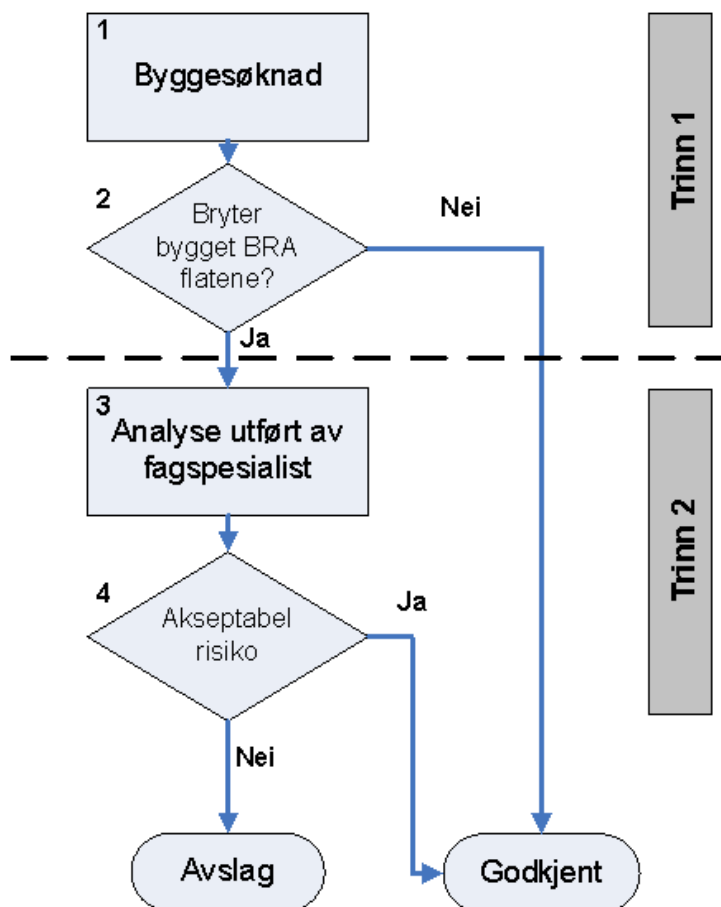 1
Byggesøknad
Trinn 1
2
Bryter
bygget BRA
flatene?
Nei
Ja
3
Analyse utført av
fagspesialist
Trinn 2
4
Akseptabel
risiko
Ja
Nei
Avslag
Godkjent